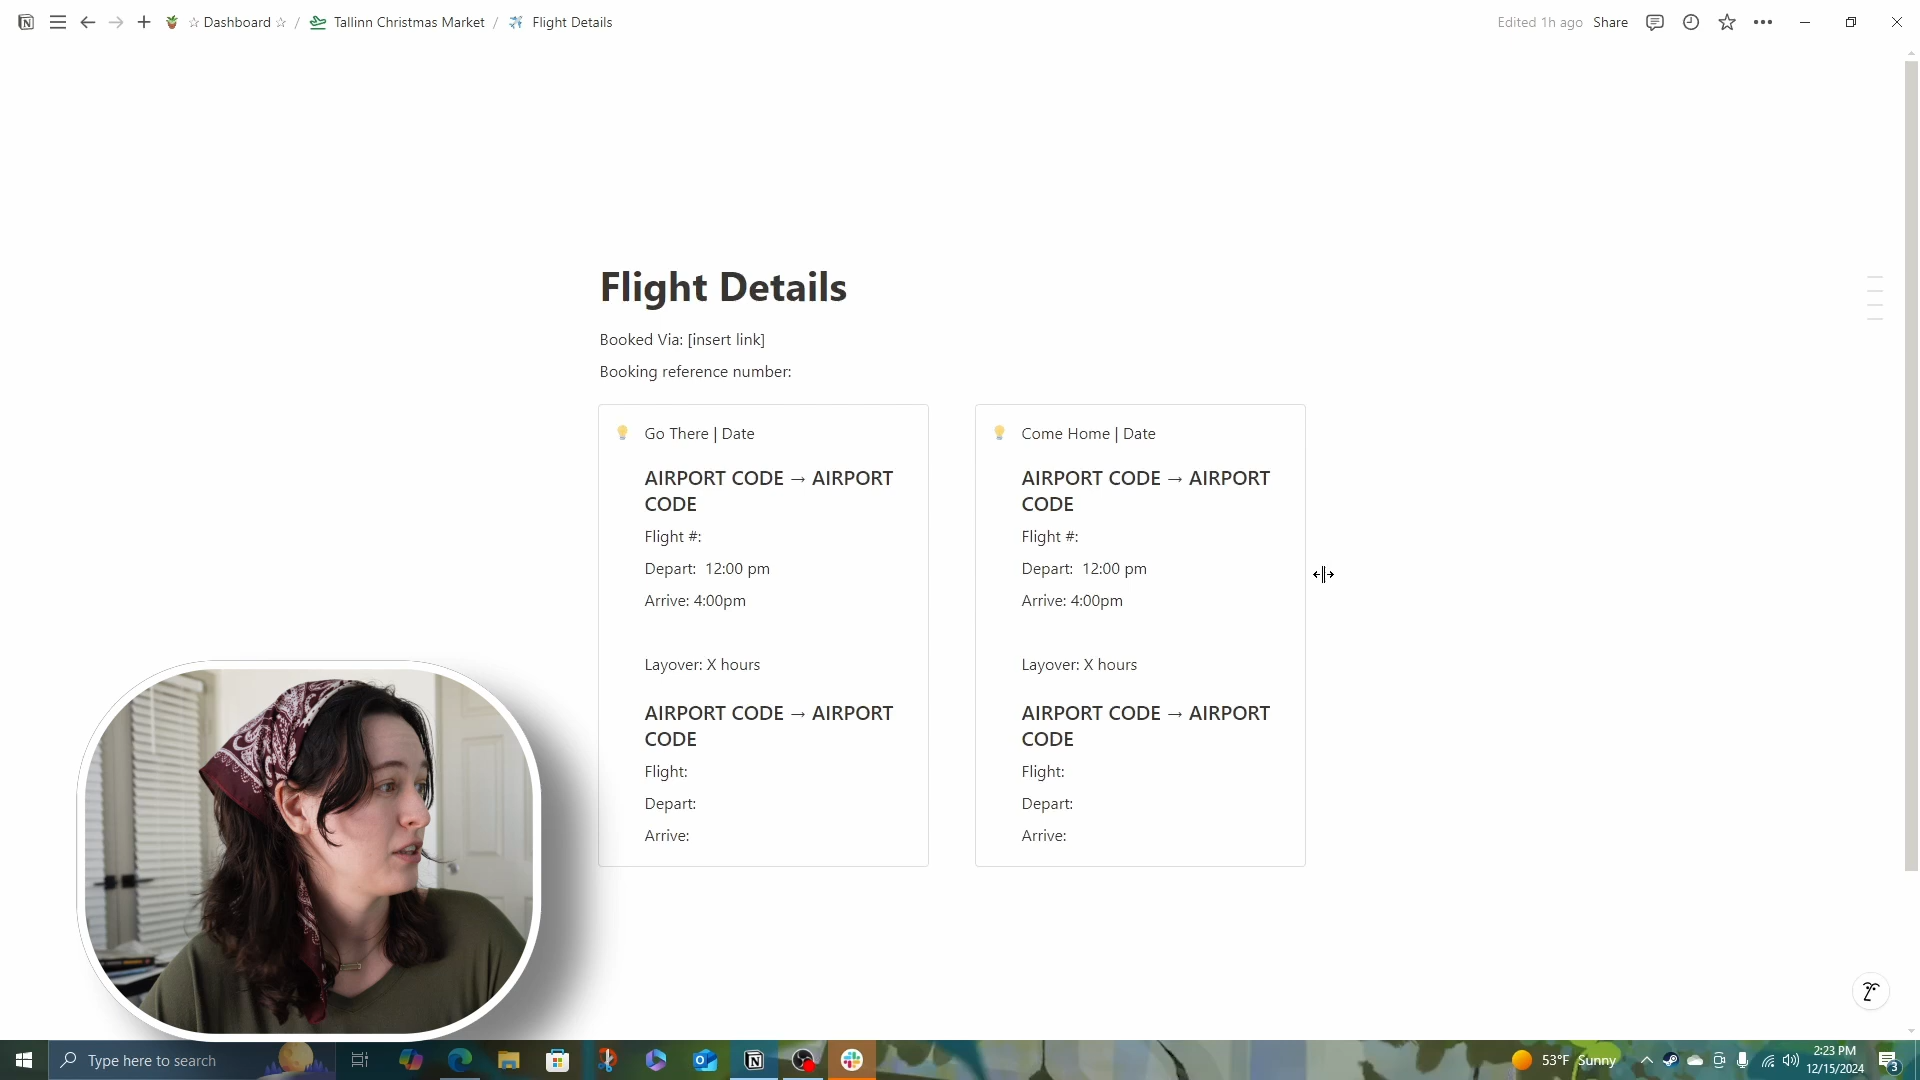 ☆ Dashboard ☆ / Tallinn Christmas Market / Flight Details
Edited 1h ago Share
Flight Details
Booked Via: [insert link]
Booking reference number:
Go There | Date
AIRPORT CODE → AIRPORT
CODE
Flight #:
Depart:  12:00 pm
Arrive: 4:00pm
Layover: X hours
AIRPORT CODE → AIRPORT
CODE
Flight:
Depart:
Arrive:
Come Home | Date
AIRPORT CODE → AIRPORT
CODE
Flight #:
Depart:  12:00 pm
Arrive: 4:00pm
Layover: X hours
AIRPORT CODE → AIRPORT
CODE
Flight:
Depart:
Arrive:
Type here to search
53°F Sunny
2:23 PM
12/15/2024
3